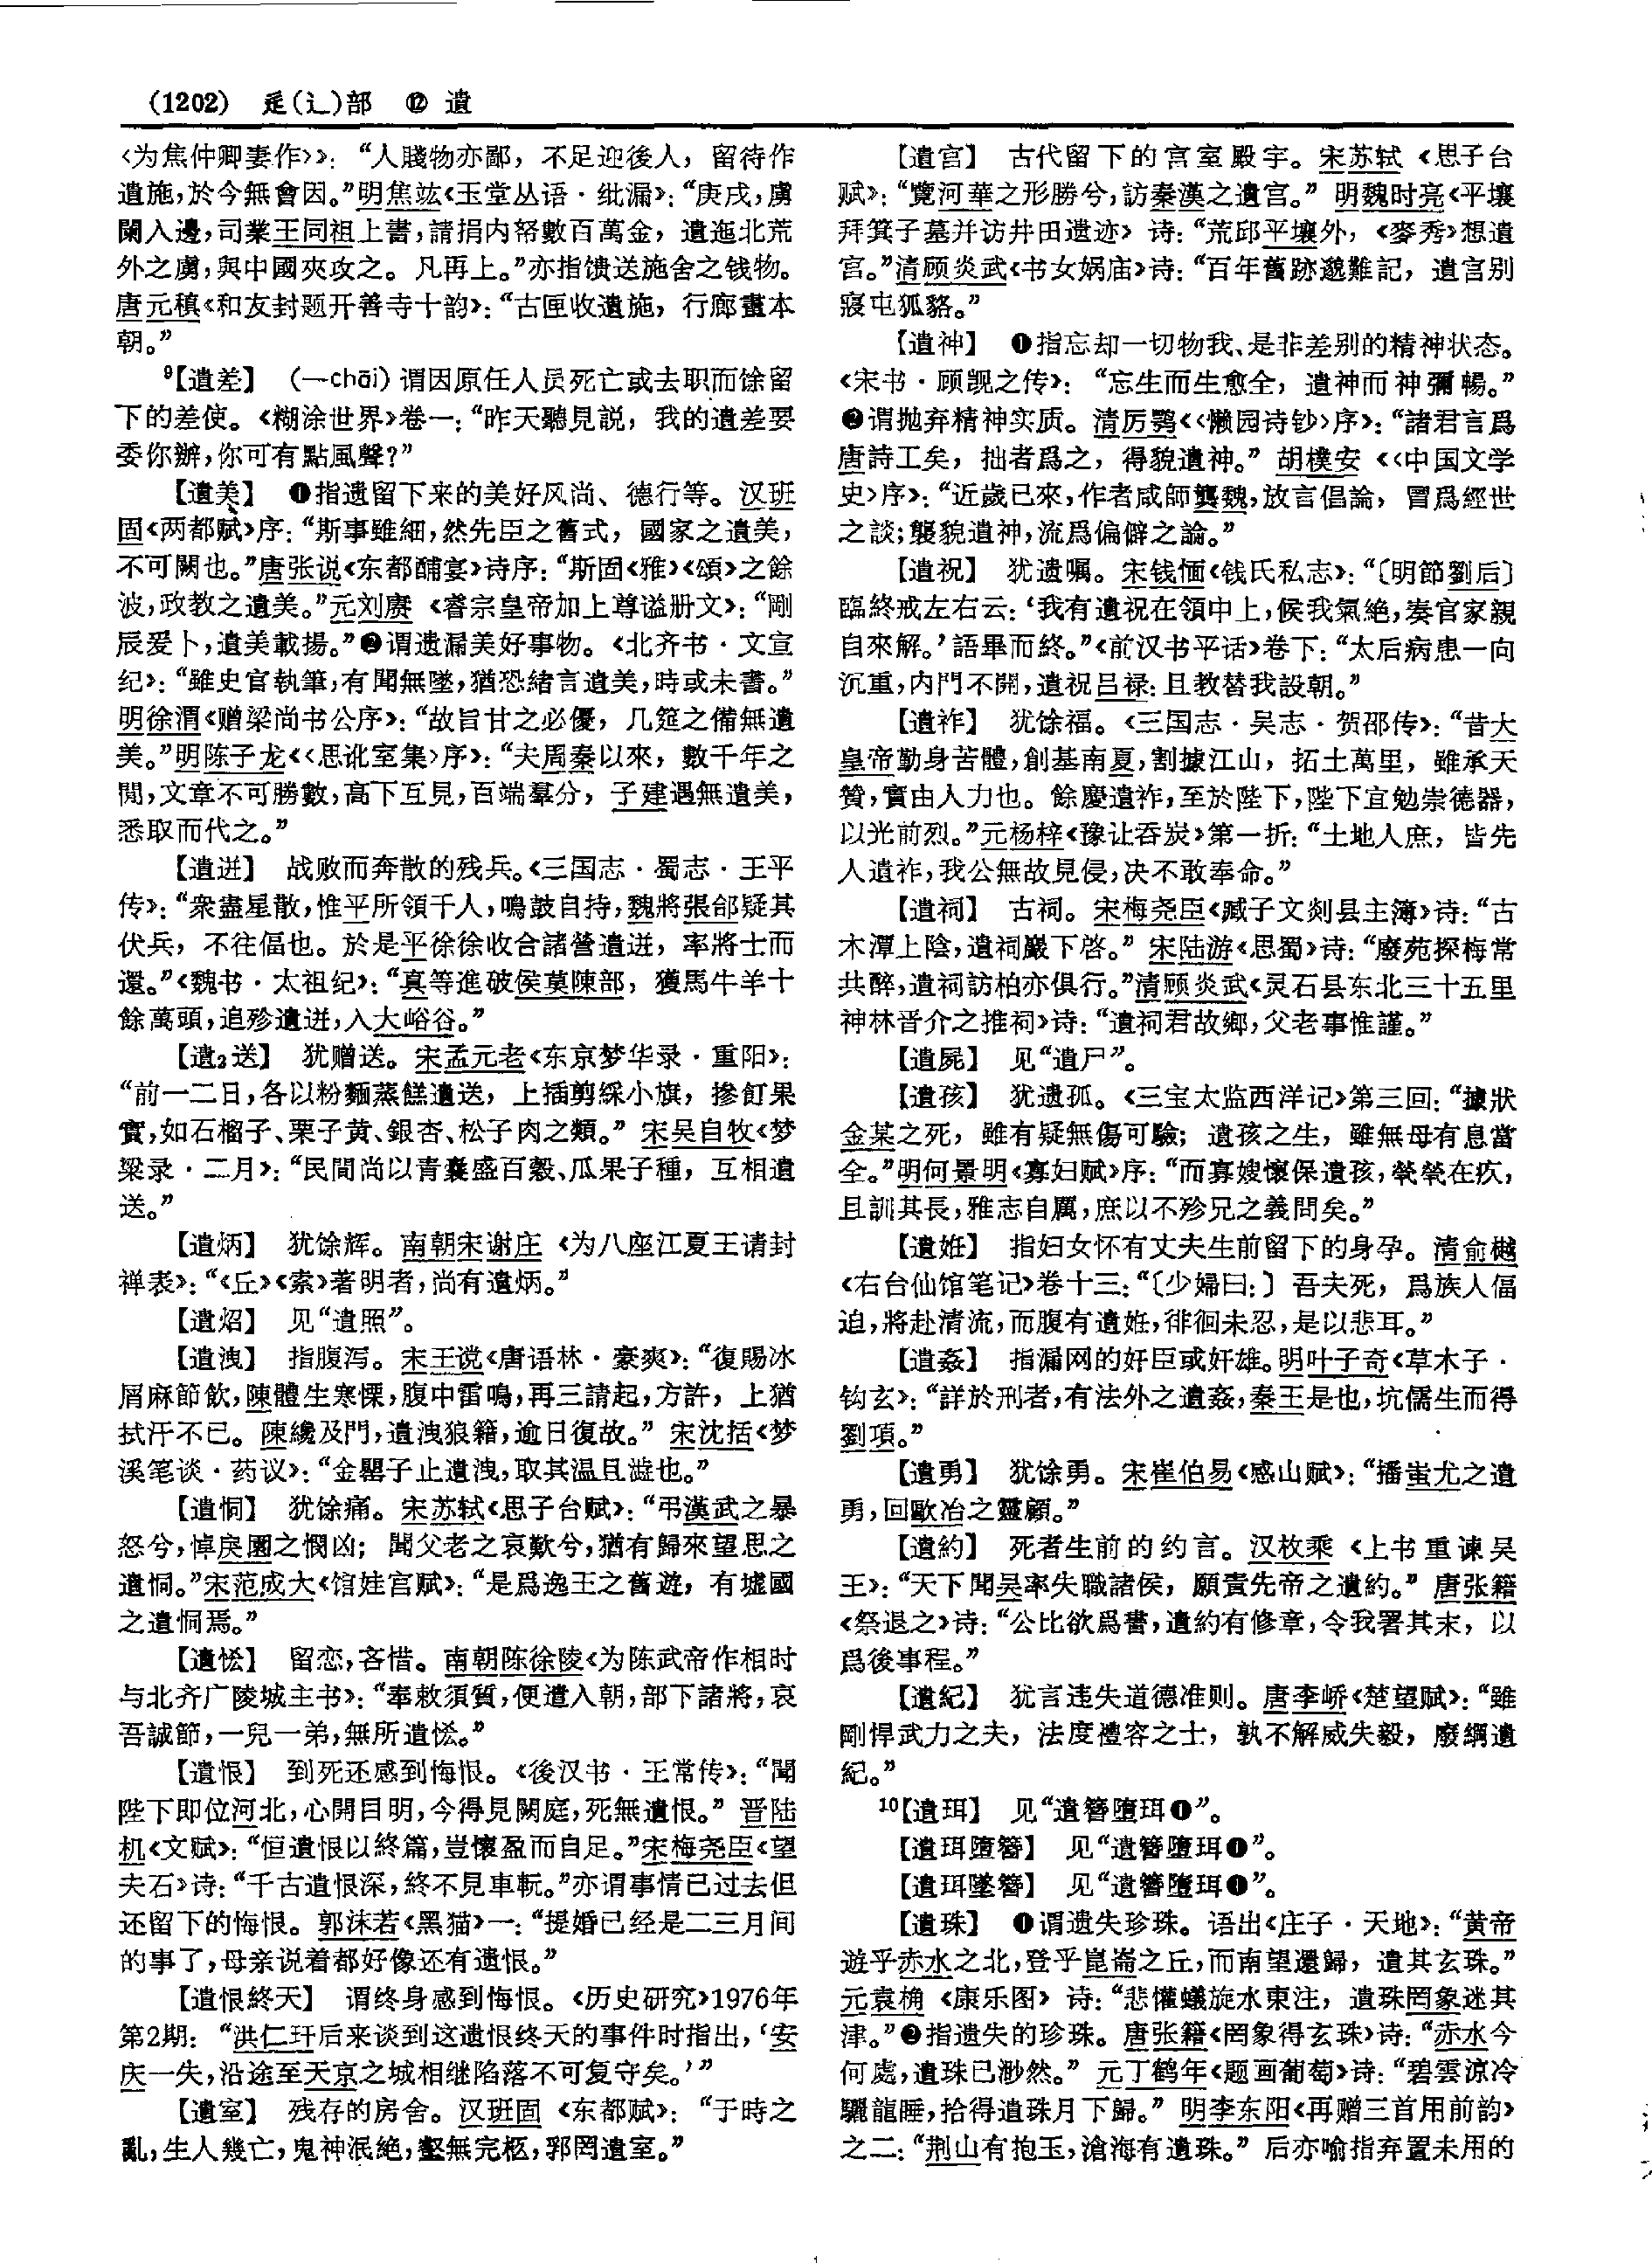 (1202) 辵(辶)部 ⑫ 遺
《为焦仲卿妻作》》：“人賤物亦鄙，不足迎後人，留待作
遺施，於今無會因。”明焦竑《玉堂丛语·纰漏》：“庚戌，虜
闌入邊，司業王同祖上書，請捐内帑數百萬金，遺迤北荒
外之虜，與中國夾攻之。凡再上。”亦指馈送施舍之钱物。
唐元稹《和友封题开善寺十韵》：“古匣收遺施，行廊畫本
朝。”
⁹【遺差】 （—chāi）谓因原任人员死亡或去职而馀留
下的差使。《糊涂世界》卷一：“昨天聽見説，我的遺差要
委你辦，你可有點風聲？”
【遺美】 ❶指遗留下来的美好风尚、德行等。汉班
固《两都赋》序：“斯事雖細，然先臣之舊式，國家之遺美，
不可闕也。”唐张说《东都酺宴》诗序：“斯固《雅》《頌》之餘
波，政教之遺美。”元刘赓《睿宗皇帝加上尊谥册文》：“剛
辰爰卜，遺美載揚。”❷谓遗漏美好事物。《北齐书·文宣
纪》：“雖史官執筆，有聞無墜，猶恐緒言遺美，時或未書。”
明徐渭《赠梁尚书公序》：“故旨甘之必優，几筵之備無遺
美。”明陈子龙《〈思讹室集〉序》：“夫周秦以來，數千年之
間，文章不可勝數，高下互見，百端羣分，子建遇無遺美，
悉取而代之。”
【遺迸】 战败而奔散的残兵。《三国志·蜀志·王平
传》：“衆盡星散，惟平所領千人，鳴鼓自持，魏將張郃疑其
伏兵，不往偪也。於是平徐徐收合諸營遺迸，率將士而
還。”《魏书·太祖纪》：“真等進破侯莫陳部，獲馬牛羊十
餘萬頭，追殄遺迸，入大峪谷。”
【遺₃送】 犹赠送。宋孟元老《东京梦华录·重阳》：
“前一二日，各以粉麵蒸餻遺送，上插剪綵小旗，摻飣果
實，如石榴子、栗子黄、銀杏、松子肉之類。”宋吴自牧《梦
粱录·二月》：“民間尚以青囊盛百穀、瓜果子種，互相遺
送。”
【遺炳】 犹馀辉。南朝宋谢庄《为八座江夏王请封
禅表》：“《丘》《索》著明者，尚有遺炳。”
【遺炤】 见“遺照”。
【遺洩】 指腹泻。宋王谠《唐语林·豪爽》：“復賜冰
屑麻節飲，陳體生寒慄，腹中雷鳴，再三請起，方許，上猶
拭汗不已。陳纔及門，遺洩狼籍，逾日復故。”宋沈括《梦
溪笔谈·药议》：“金罌子止遺洩，取其温且澁也。”
【遺恫】 犹馀痛。宋苏轼《思子台赋》：“弔漢武之暴
怒兮，悼戾園之憫凶；聞父老之哀歎兮，猶有歸來望思之
遺恫。”宋范成大《馆娃宫赋》：“是爲逸王之舊遊，有墟國
之遺恫焉。”
【遺恡】 留恋，吝惜。南朝陈徐陵《为陈武帝作相时
与北齐广陵城主书》：“奉敕須質，便遣入朝，部下諸將，哀
吾誠節，一兒一弟，無所遺恡。”
【遺恨】 到死还感到悔恨。《後汉书·王常传》：“聞
陛下即位河北，心開目明，今得見闕庭，死無遺恨。”晋陆
机《文赋》：“恒遺恨以終篇，豈懷盈而自足。”宋梅尧臣《望
夫石》诗：“千古遺恨深，終不見車転。”亦谓事情已过去但
还留下的悔恨。郭沫若《黑猫》一：“提婚已经是二三月间
的事了，母亲说着都好像还有遗恨。”
【遺恨終天】 谓终身感到悔恨。《历史研究》1976年
第2期：“洪仁玕后来谈到这遗恨终天的事件时指出，‘安
庆一失，沿途至天京之城相继陷落不可复守矣。’”
【遺室】 残存的房舍。汉班固《东都赋》：“于時之
亂，生人幾亡，鬼神泯絶，壑無完柩，郛罔遺室。”
【遺宫】 古代留下的宫室殿宇。宋苏轼《思子台
赋》：“覽河華之形勝兮，訪秦漢之遺宫。”明魏时亮《平壤
拜箕子墓并访井田遗迹》诗：“荒邱平壤外，《麥秀》想遺
宫。”清顾炎武《书女娲庙》诗：“百年舊跡邈難記，遺宫别
寢屯狐貉。”
【遺神】 ❶指忘却一切物我、是非差别的精神状态。
《宋书·顾觊之传》：“忘生而生愈全，遺神而神彌暢。”
❷谓抛弃精神实质。清厉鹗《〈懒园诗钞〉序》：“諸君言爲
唐詩工矣，拙者爲之，得貌遺神。”胡樸安《〈中国文学
史〉序》：“近歲已來，作者咸師龔魏，放言倡論，冒爲經世
之談；襲貌遺神，流爲偏僻之論。”
【遺祝】 犹遗嘱。宋钱愐《钱氏私志》：“〔明節劉后〕
臨終戒左右云：‘我有遺祝在領中上，候我氣絶，奏官家親
自來解。’語畢而終。”《前汉书平话》卷下：“太后病患一向
沉重，内門不開，遺祝吕禄：且教替我設朝。”
【遺祚】 犹馀福。《三国志·吴志·贺邵传》：“昔大
皇帝勤身苦體，創基南夏，割據江山，拓土萬里，雖承天
贊，實由人力也。餘慶遺祚，至於陛下，陛下宜勉崇德器，
以光前烈。”元杨梓《豫让吞炭》第一折：“土地人庶，皆先
人遺祚，我公無故見侵，决不敢奉命。”
【遺祠】 古祠。宋梅尧臣《臧子文剡县主簿》诗：“古
木潭上陰，遺祠巖下啓。”宋陆游《思蜀》诗：“廢苑探梅常
共醉，遺祠訪柏亦俱行。”清顾炎武《灵石县东北三十五里
神林晋介之推祠》诗：“遺祠君故鄉，父老事惟謹。”
【遺屍】 见“遺尸”。
【遺孩】 犹遗孤。《三宝太监西洋记》第三回：“據狀
金某之死，雖有疑無傷可驗；遺孩之生，雖無母有息當
全。”明何景明《寡妇赋》序：“而寡嫂懷保遺孩，煢煢在疚，
且訓其長，雅志自厲，庶以不殄兄之義問矣。”
【遺姙】 指妇女怀有丈夫生前留下的身孕。清俞樾
《右台仙馆笔记》卷十三：“〔少婦曰：〕吾夫死，爲族人偪
迫，將赴清流，而腹有遺姙，徘徊未忍，是以悲耳。”
【遺姦】 指漏网的奸臣或奸雄。明叶子奇《草木子·
钩玄》：“詳於刑者，有法外之遺姦，秦王是也，坑儒生而得
劉項。”
【遺勇】 犹馀勇。宋崔伯易《感山赋》：“播蚩尤之遺
勇，回歐冶之靈顧。”
【遺約】 死者生前的约言。汉枚乘《上书重谏吴
王》：“天下聞吴率失職諸侯，願責先帝之遺約。”唐张籍
《祭退之》诗：“公比欲爲書，遺約有修章，令我署其末，以
爲後事程。”
【遺紀】 犹言违失道德准则。唐李峤《楚望赋》：“雖
剛悍武力之夫，法度禮容之士，孰不解威失毅，廢綱遺
紀。”
¹⁰【遺珥】 见“遺簪墮珥❶”。
【遺珥墮簪】 见“遺簪墮珥❶”。
【遺珥墜簪】 见“遺簪墮珥❶”。
【遺珠】 ❶谓遗失珍珠。语出《庄子·天地》：“黄帝
遊乎赤水之北，登乎崑崙之丘，而南望還歸，遺其玄珠。”
元袁桷《康乐图》诗：“悲懽蟻旋水東注，遺珠罔象迷其
津。”❷指遗失的珍珠。唐张籍《罔象得玄珠》诗：“赤水今
何處，遺珠已渺然。”元丁鹤年《题画葡萄》诗：“碧雲凉冷
驪龍睡，拾得遺珠月下歸。”明李东阳《再赠三首用前韵》
之二：“荆山有抱玉，滄海有遺珠。”后亦喻指弃置未用的